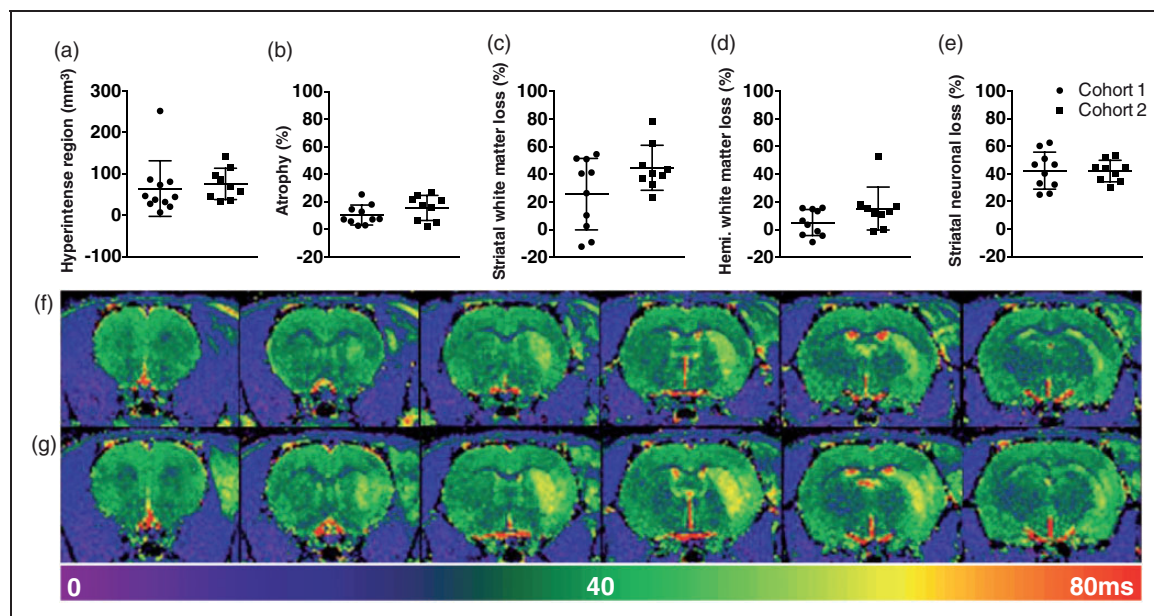 (a)
Hyperintense region (mm³)
300
200
100
0
-100
(b)
Atrophy (%)
100
80
60
40
20
0
-20
(c)
Striatal white matter loss (%)
100
80
60
40
20
0
-20
(d)
Hemi. white matter loss (%)
100
80
60
40
20
0
-20
(e)
Striatal neuronal loss (%)
100
80
60
40
20
0
-20
Cohort 1
Cohort 2
(f)
(g)
0 40 80ms